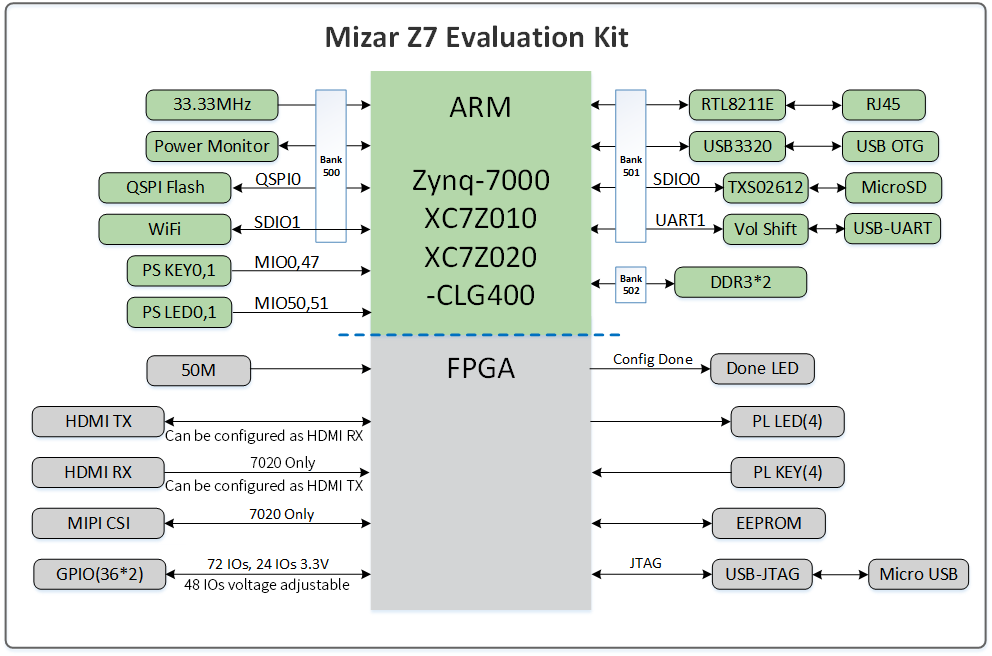 Mizar Z7 Evaluation Kit
33.33MHz
Power Monitor
QSPI Flash
QSPI0
WiFi
SDIO1
PS KEY0,1
MIO0,47
PS LED0,1
MIO50,51
Bank
500
ARM
Zynq-7000
XC7Z010
XC7Z020
-CLG400
Bank
501
RTL8211E
RJ45
USB3320
USB OTG
SDIO0
TXS02612
MicroSD
UART1
Vol Shift
USB-UART
Bank
502
DDR3*2
50M
HDMI TX
Can be configured as HDMI RX
HDMI RX
7020 Only
Can be configured as HDMI TX
MIPI CSI
7020 Only
GPIO(36*2)
72 IOs, 24 IOs 3.3V
48 IOs voltage adjustable
FPGA
Config Done
Done LED
PL LED(4)
PL KEY(4)
EEPROM
JTAG
USB-JTAG
Micro USB